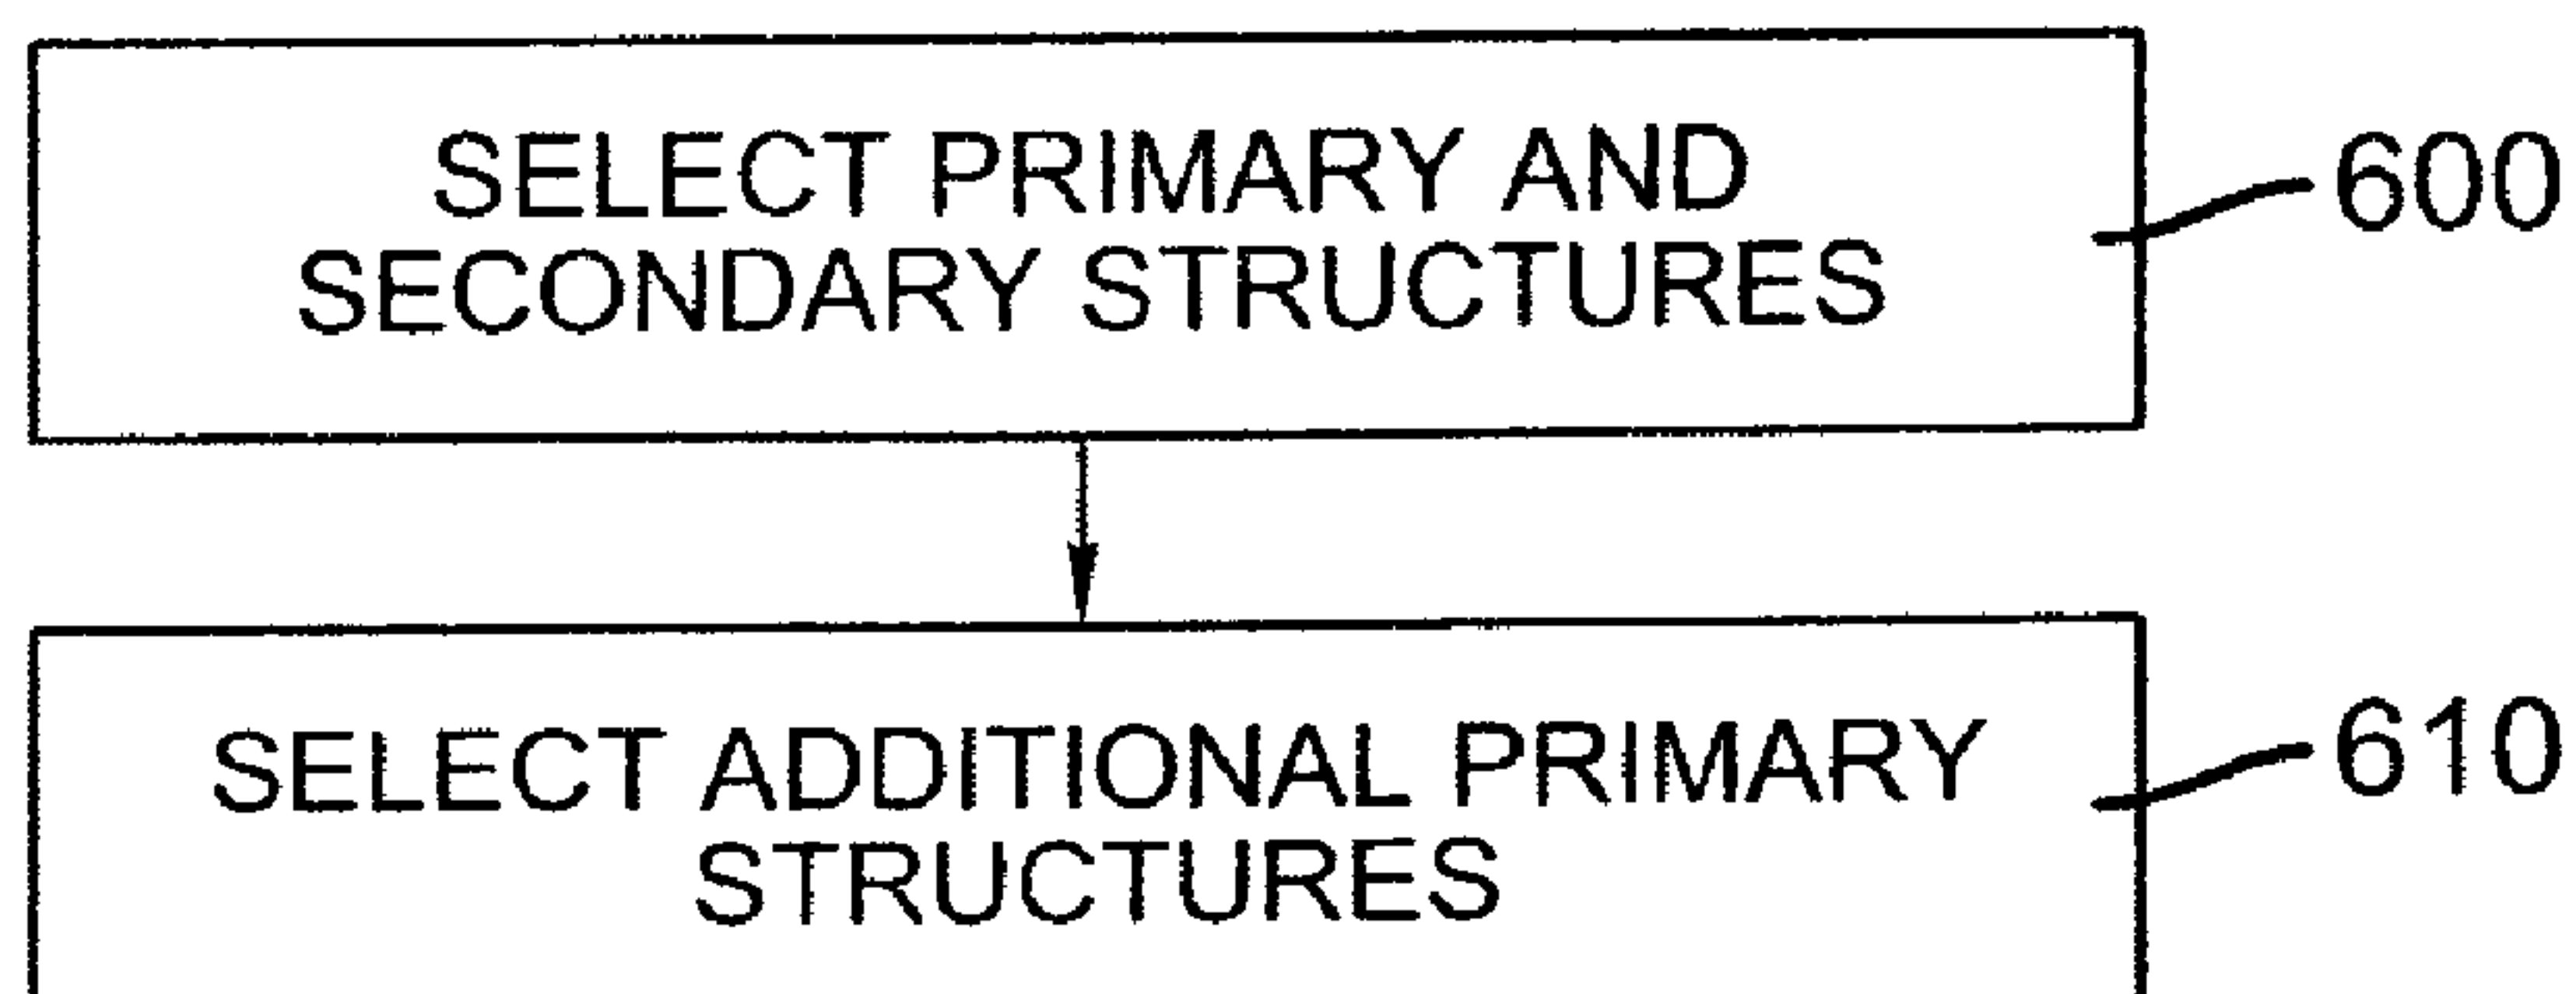 SELECT PRIMARY AND
SECONDARY STRUCTURES
600
SELECT ADDITIONAL PRIMARY
STRUCTURES
610